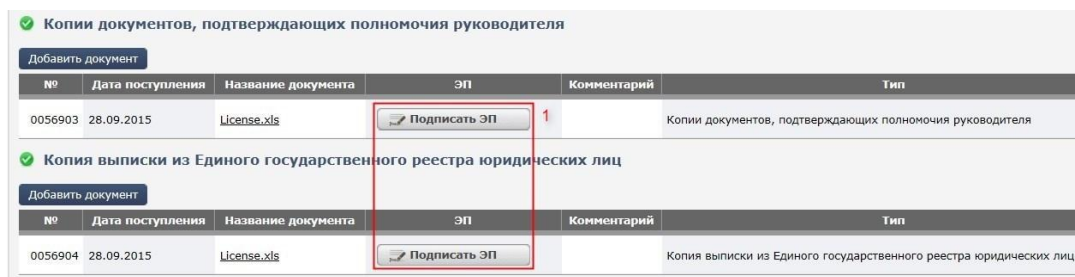 Копии документов, подтверждающих полномочия руководителя
Добавить документ
№ Дата поступления Название документа ЭП Комментарий Тип
0056903 28.09.2015 License.xls Подписать ЭП 1 Копии документов, подтверждающих полномочия руководителя
Копия выписки из Единого государственного реестра юридических лиц
Добавить документ
№ Дата поступления Название документа ЭП Комментарий Тип
0056904 28.09.2015 License.xls Подписать ЭП Копия выписки из Единого государственного реестра юридических лиц